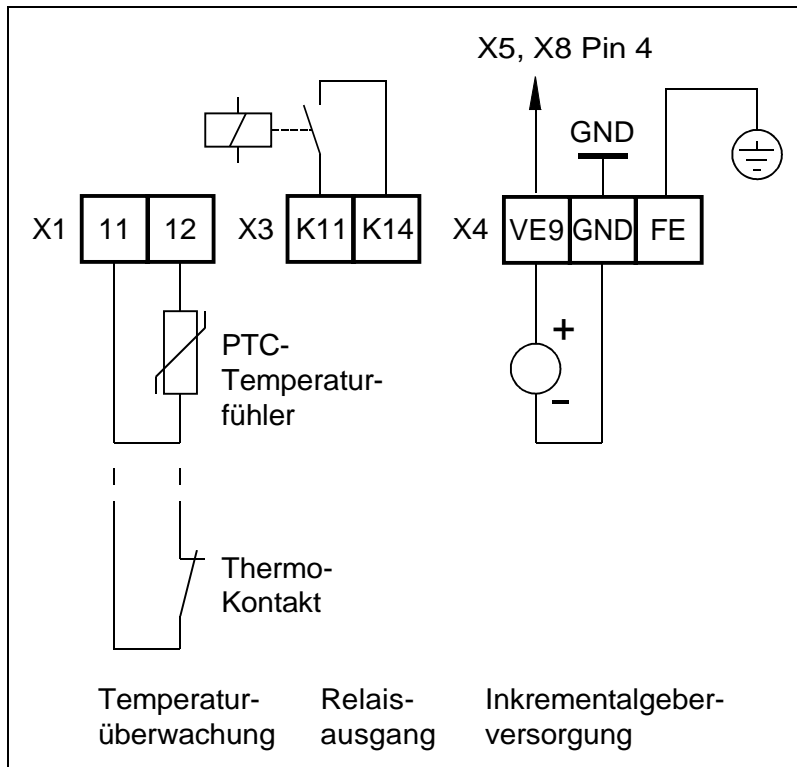 X5, X8 Pin 4
GND
X1 11 12 X3 K11 K14 X4 VE9 GND FE
+
-
PTC-
Temperatur-
fühler
Thermo-
Kontakt
Temperatur-
überwachung
Relais-
ausgang
Inkrementalgeber-
versorgung